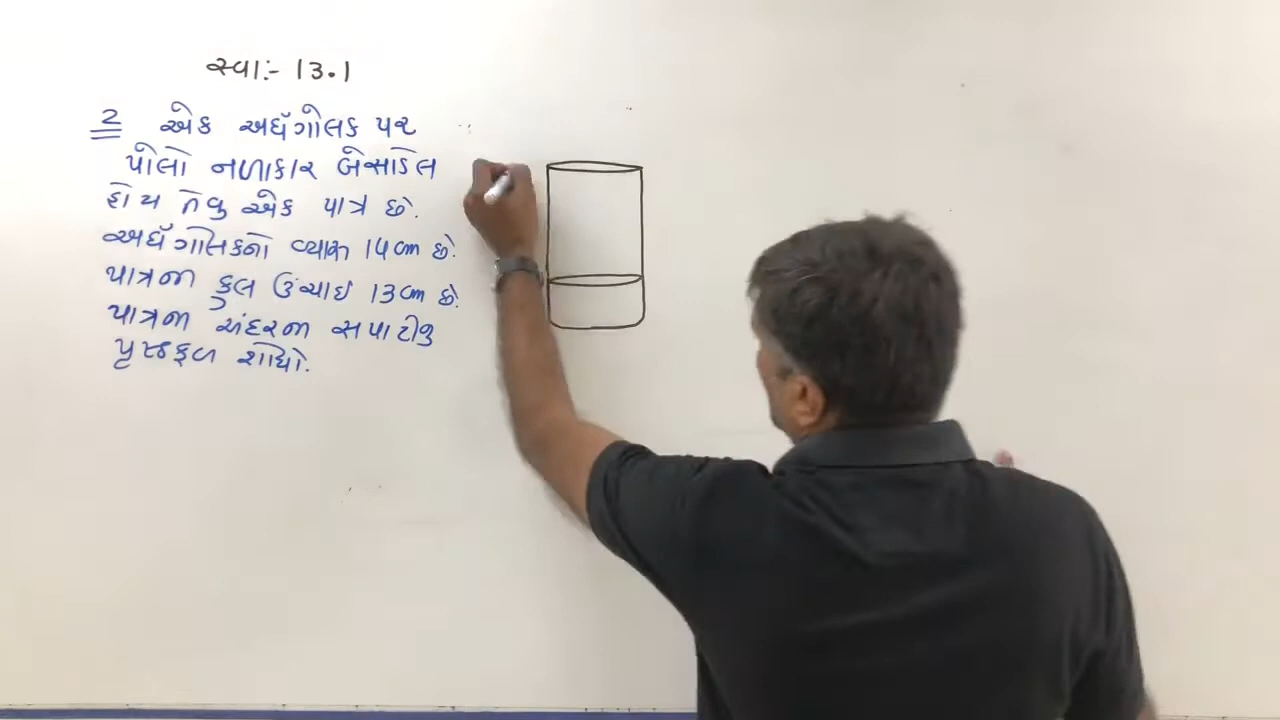 સ્વા:- 13.1
2 એક અર્ધગોલક પર
પોલો નળાકાર બેસાડેલ
હોય તેવુ એક પાત્ર છે.
અર્ધગોલકનો વ્યાસ 14 cm છે.
પાત્રની કુલ ઉંચાઇ 13 cm છે.
પાત્રની અંદરની સપાટીનુ
પૃષ્ઠફળ શોધો.